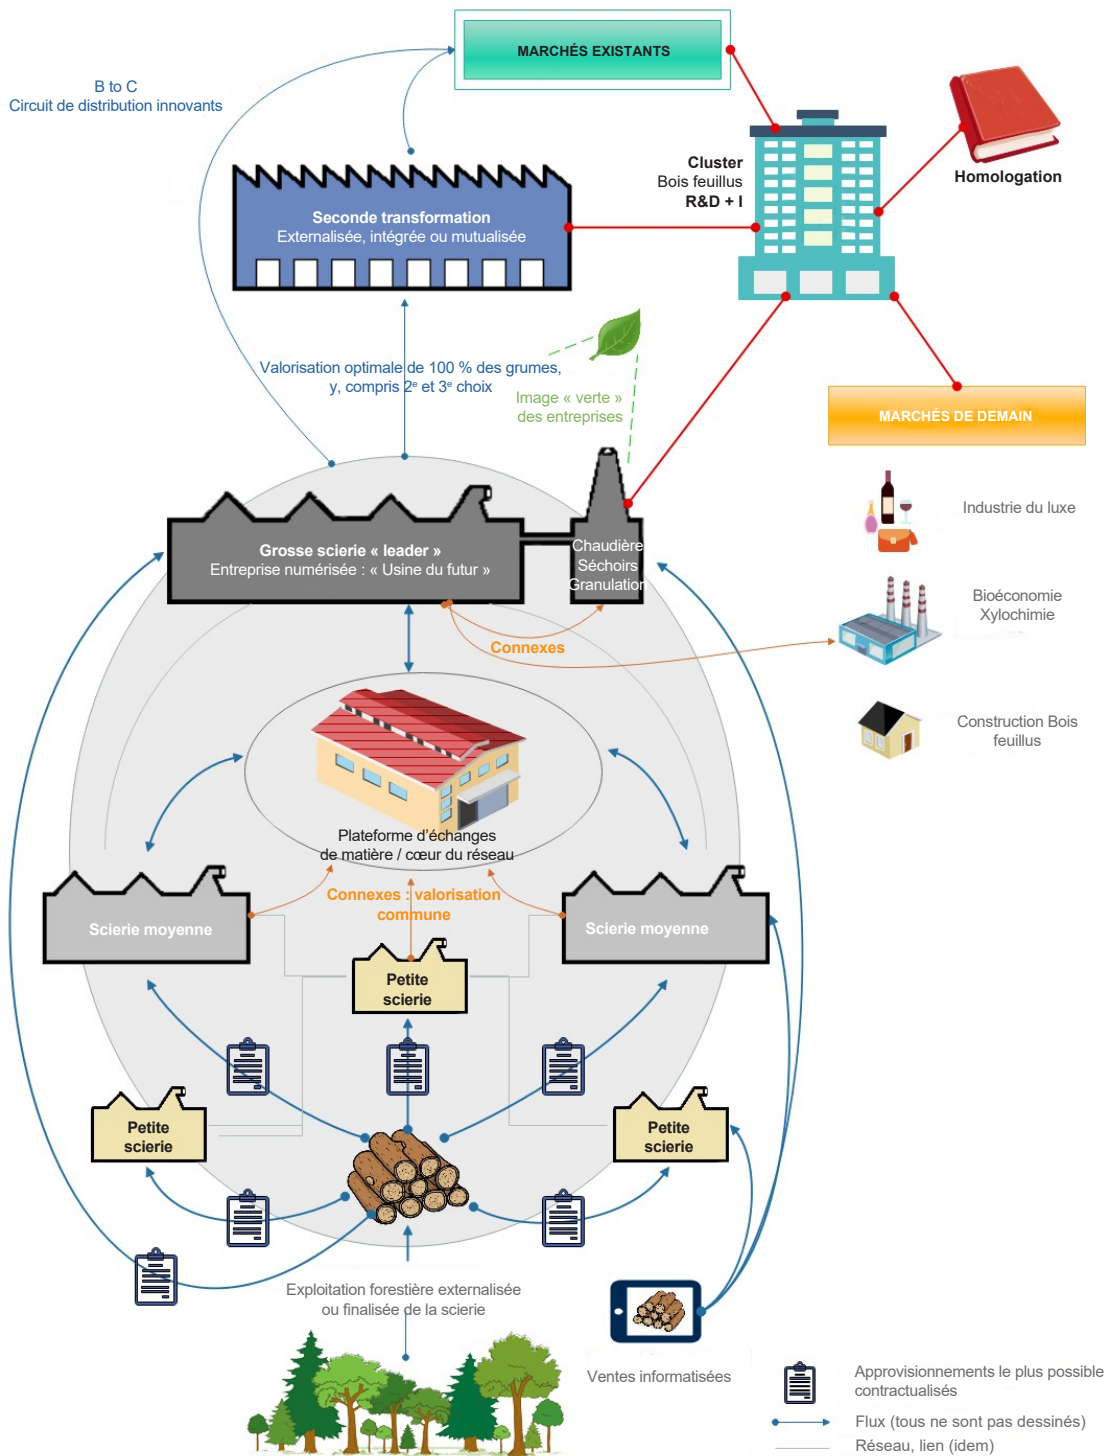 MARCHÉS EXISTANTS
B to C
Circuit de distribution innovants
Cluster
Bois feuillus
R&D + I
Homologation
Seconde transformation
Externalisée, intégrée ou mutualisée
Valorisation optimale de 100 % des grumes,
y, compris 2e et 3e choix
Image « verte »
des entreprises
MARCHÉS DE DEMAIN
Industrie du luxe
Grosse scierie « leader »
Entreprise numérisée : « Usine du futur »
Chaudière
Séchoirs
Granulation
Bioéconomie
Xylochimie
Connexes
Construction Bois
feuillus
Plateforme d'échanges
de matière / cœur du réseau
Connexes : valorisation
commune
Scierie moyenne
Scierie moyenne
Petite
scierie
Petite
scierie
Petite
scierie
Exploitation forestière externalisée
ou finalisée de la scierie
Ventes informatisées
Approvisionnements le plus possible
contractualisés
Flux (tous ne sont pas dessinés)
Réseau, lien (idem)